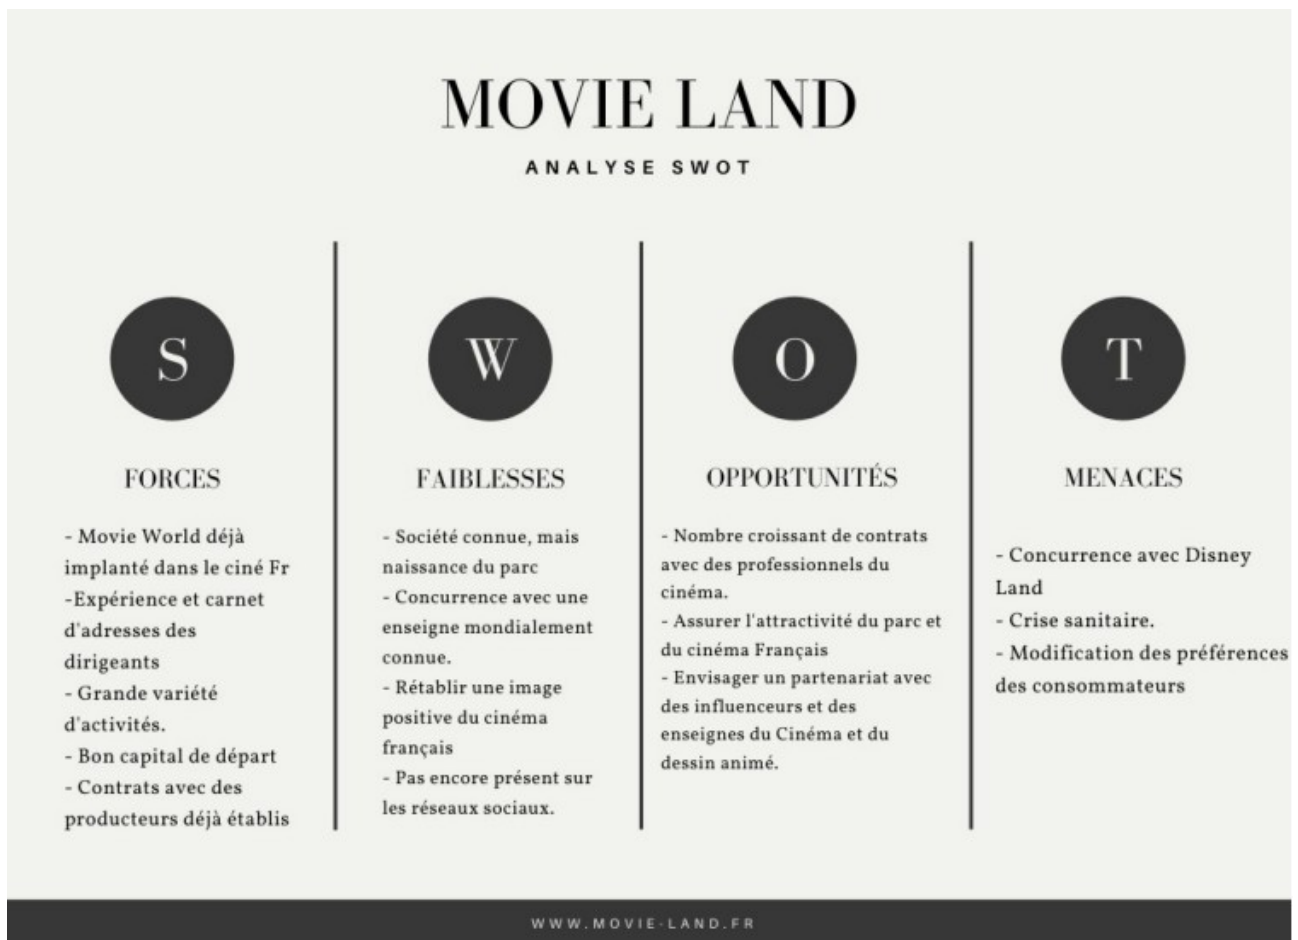 MOVIE LAND
ANALYSE SWOT
S
FORCES
- Movie World déjà
implanté dans le ciné Fr
-Expérience et carnet
d'adresses des
dirigeants
- Grande variété
d'activités.
- Bon capital de départ
- Contrats avec des
producteurs déjà établis
W
FAIBLESSES
- Société connue, mais
naissance du parc
- Concurrence avec une
enseigne mondialement
connue.
- Rétablir une image
positive du cinéma
français
- Pas encore présent sur
les réseaux sociaux.
O
OPPORTUNITÉS
- Nombre croissant de contrats
avec des professionnels du
cinéma.
- Assurer l'attractivité du parc et
du cinéma Français
- Envisager un partenariat avec
des influenceurs et des
enseignes du Cinéma et du
dessin animé.
T
MENACES
- Concurrence avec Disney
Land
- Crise sanitaire.
- Modification des préférences
des consommateurs
WWW.MOVIE-LAND.FR